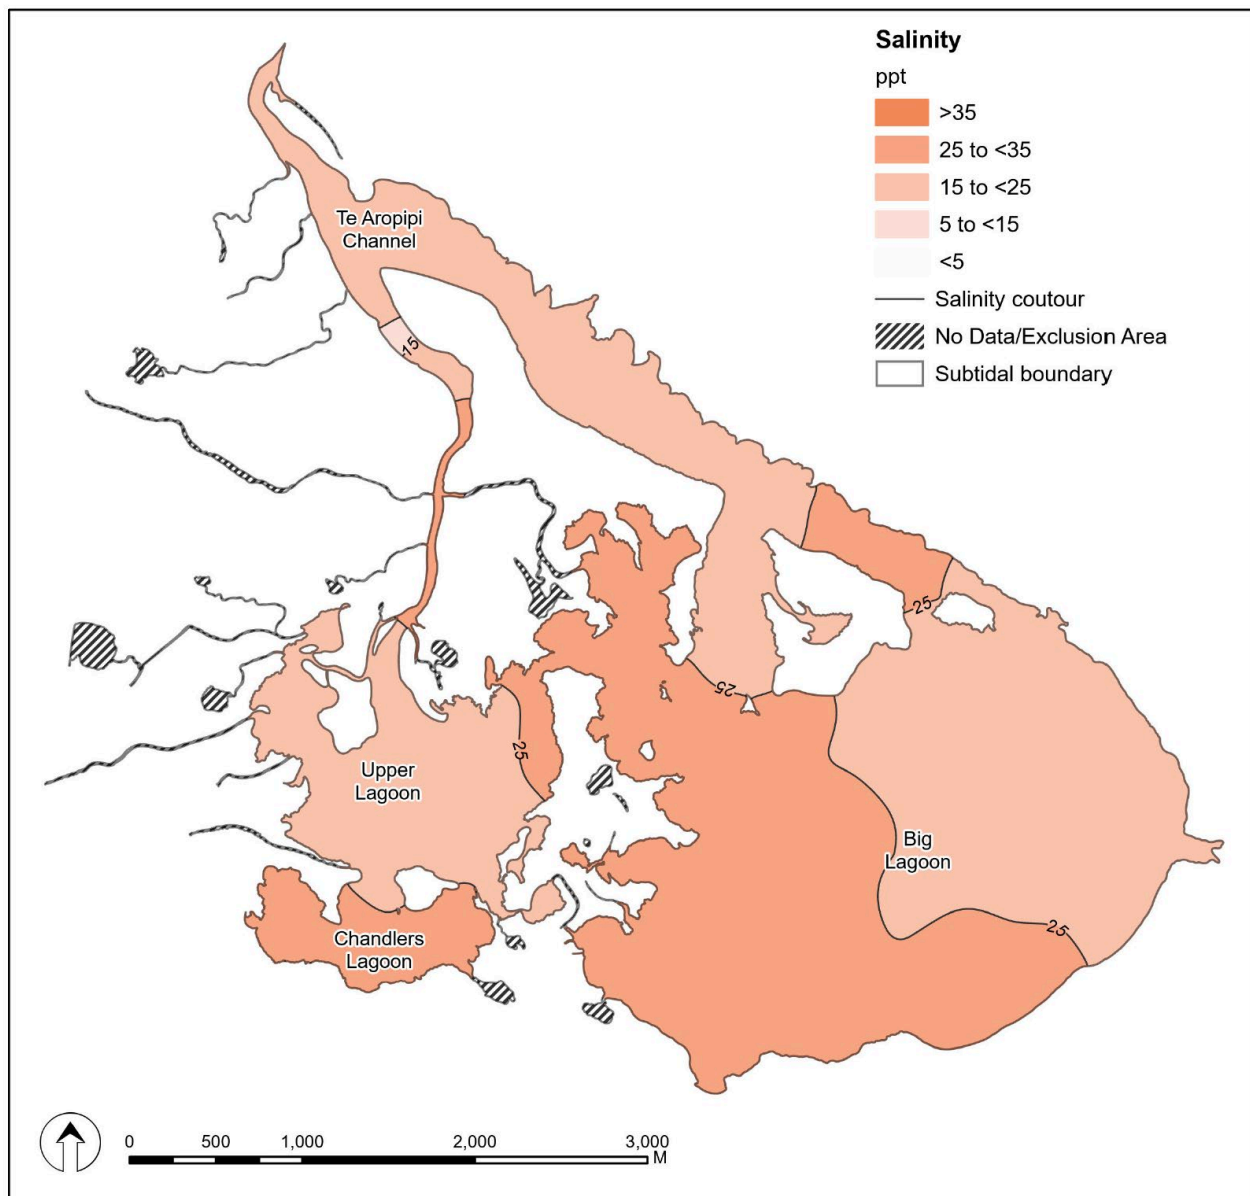 Salinity
ppt
>35
25 to <35
15 to <25
5 to <15
<5
Salinity coutour
No Data/Exclusion Area
Subtidal boundary
Te Aropipi
Channel
15
25
25
25
Upper
Lagoon
Big
Lagoon
25
Chandlers
Lagoon
0 500 1,000 2,000 3,000
M